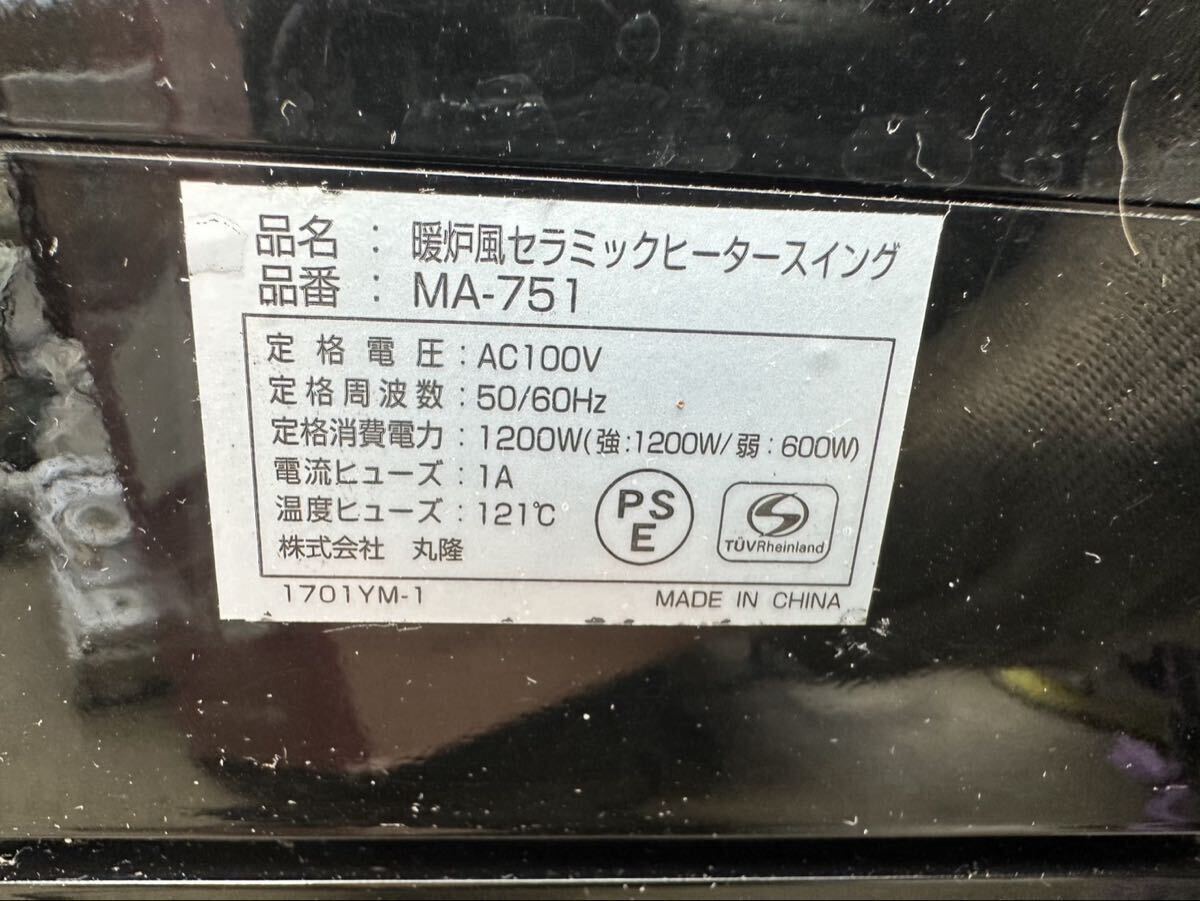 品名 : 暖炉風セラミックヒータースイング
品番 : MA-751
定格電圧 : AC100V
定格周波数 : 50/60Hz
定格消費電力 : 1200W(強:1200W/弱:600W)
電流ヒューズ : 1A
温度ヒューズ : 121℃
株式会社 丸隆
PS
E
TÜVRheinland
1701YM-1
MADE IN CHINA